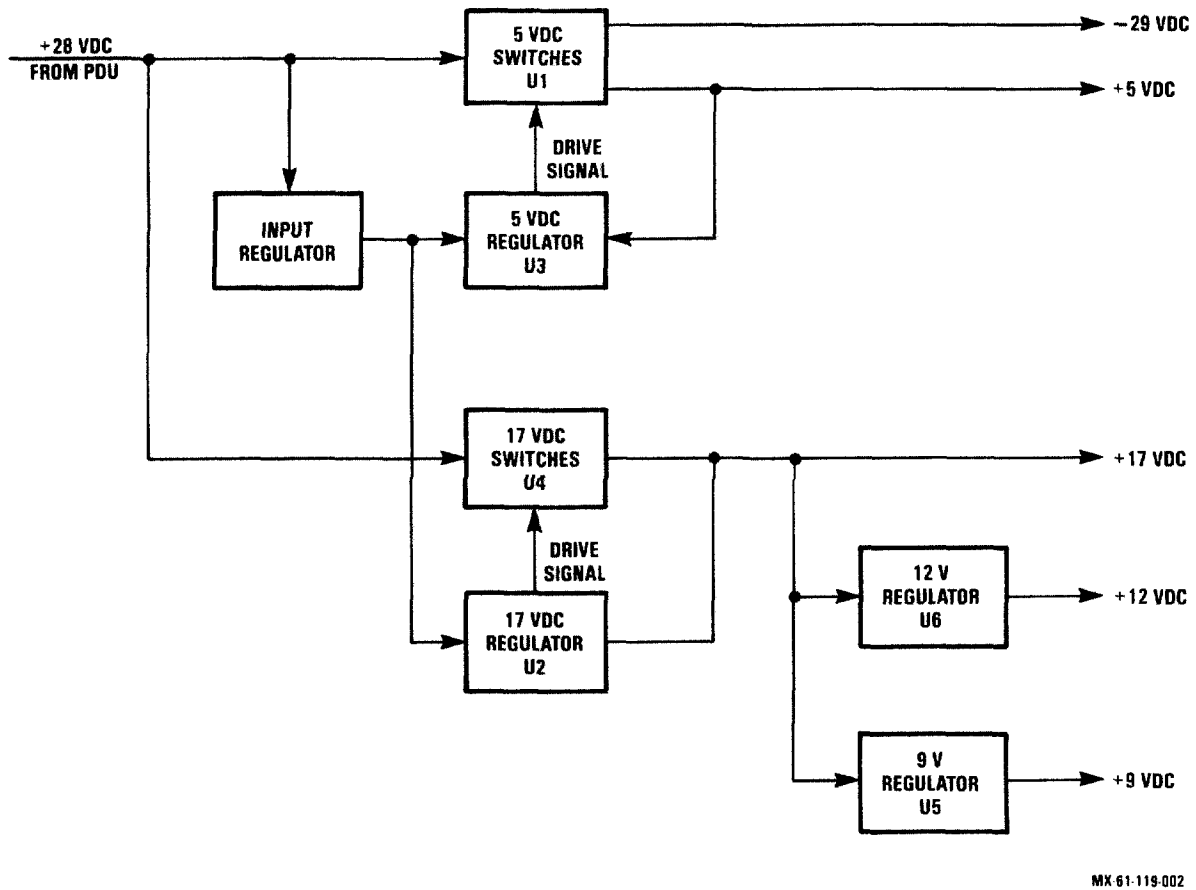 +28 VDC
FROM PDU
5 VDC
SWITCHES
U1
−29 VDC
+5 VDC
DRIVE
SIGNAL
INPUT
REGULATOR
5 VDC
REGULATOR
U3
17 VDC
SWITCHES
U4
+17 VDC
DRIVE
SIGNAL
17 VDC
REGULATOR
U2
12 V
REGULATOR
U6
+12 VDC
9 V
REGULATOR
U5
+9 VDC
MX-61-119-002